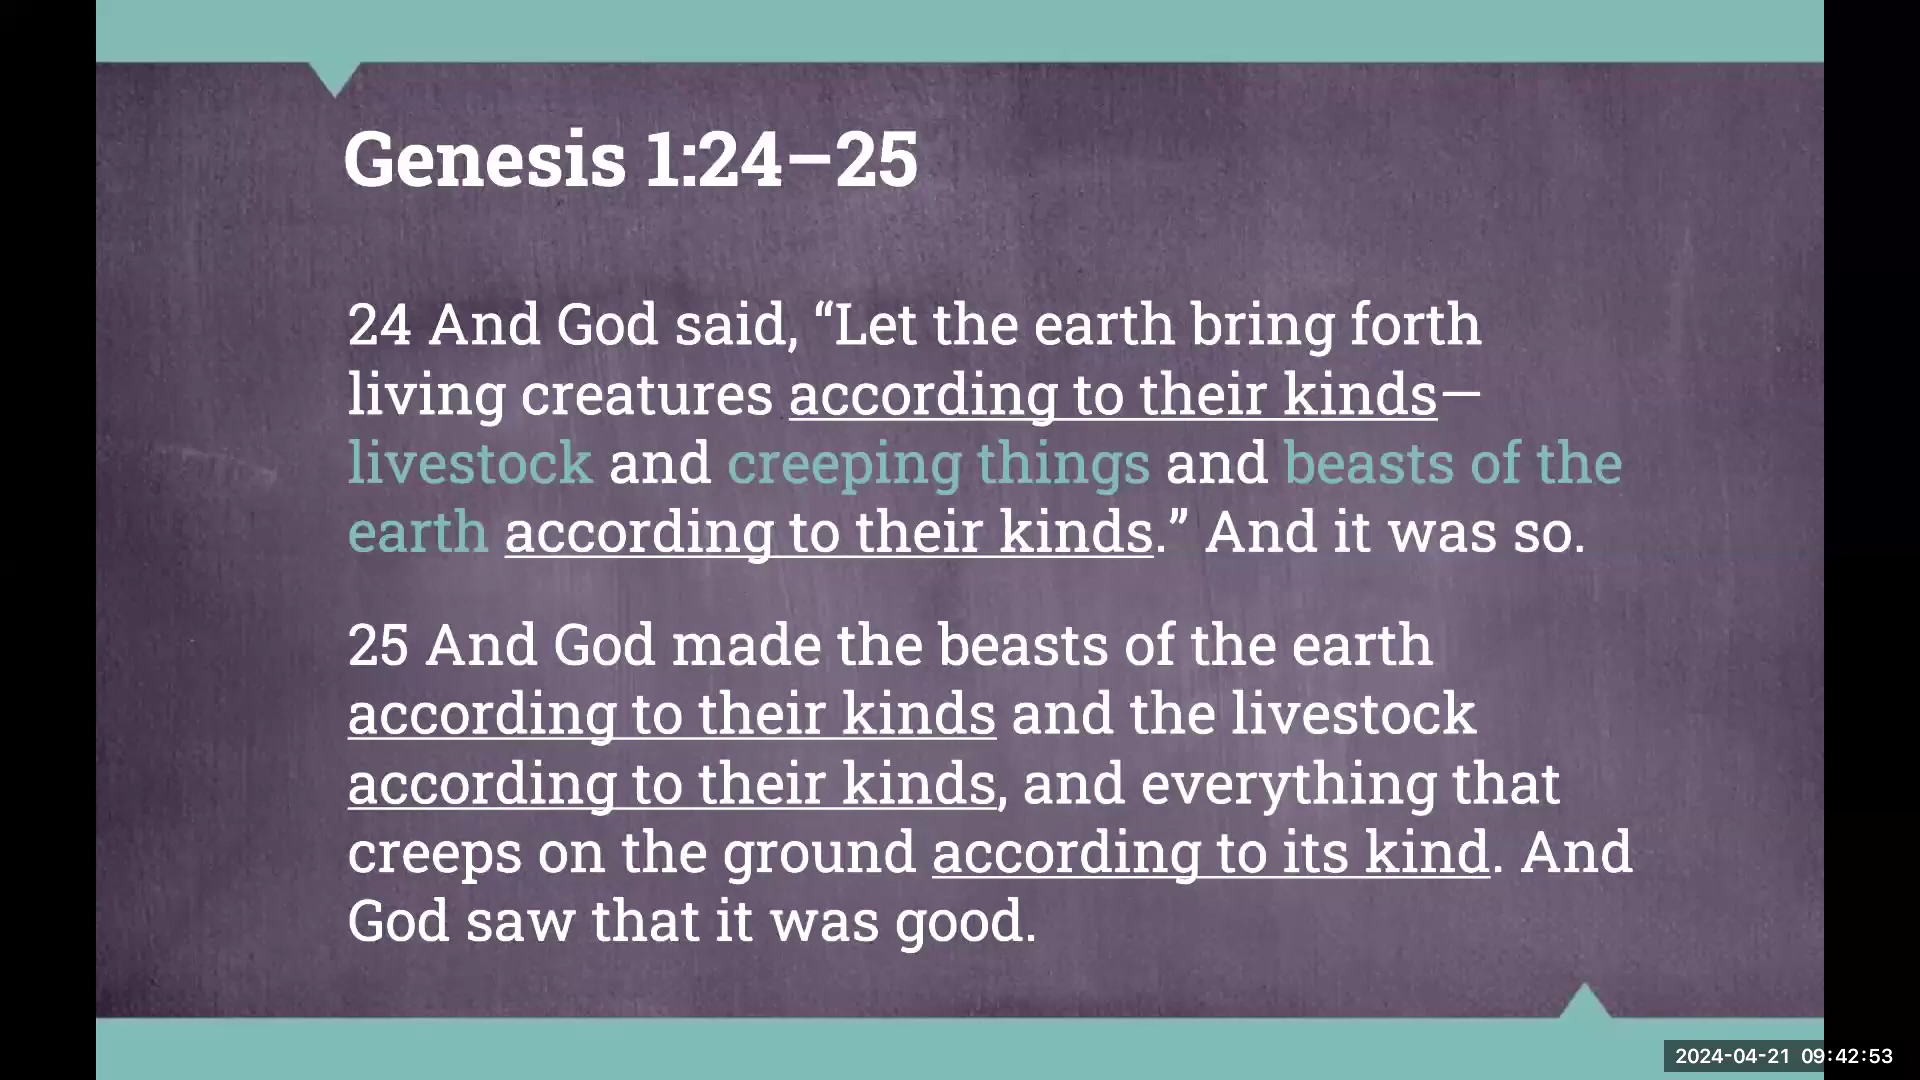 Genesis 1:24–25
24 And God said, “Let the earth bring forth
living creatures according to their kinds—
livestock and creeping things and beasts of the
earth according to their kinds.” And it was so.
25 And God made the beasts of the earth
according to their kinds and the livestock
according to their kinds, and everything that
creeps on the ground according to its kind. And
God saw that it was good.
2024-04-21 09:42:53